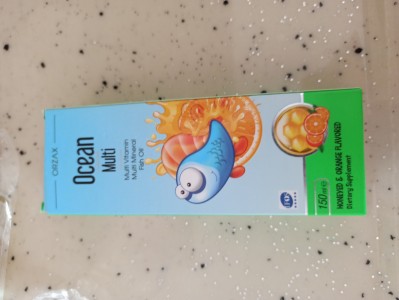 ORZAX
Ocean
Multi
Multi Vitamin
Multi Mineral
Fish Oil
150 ml ℮
HONEYED & ORANGE FLAVORED
Dietary Supplement